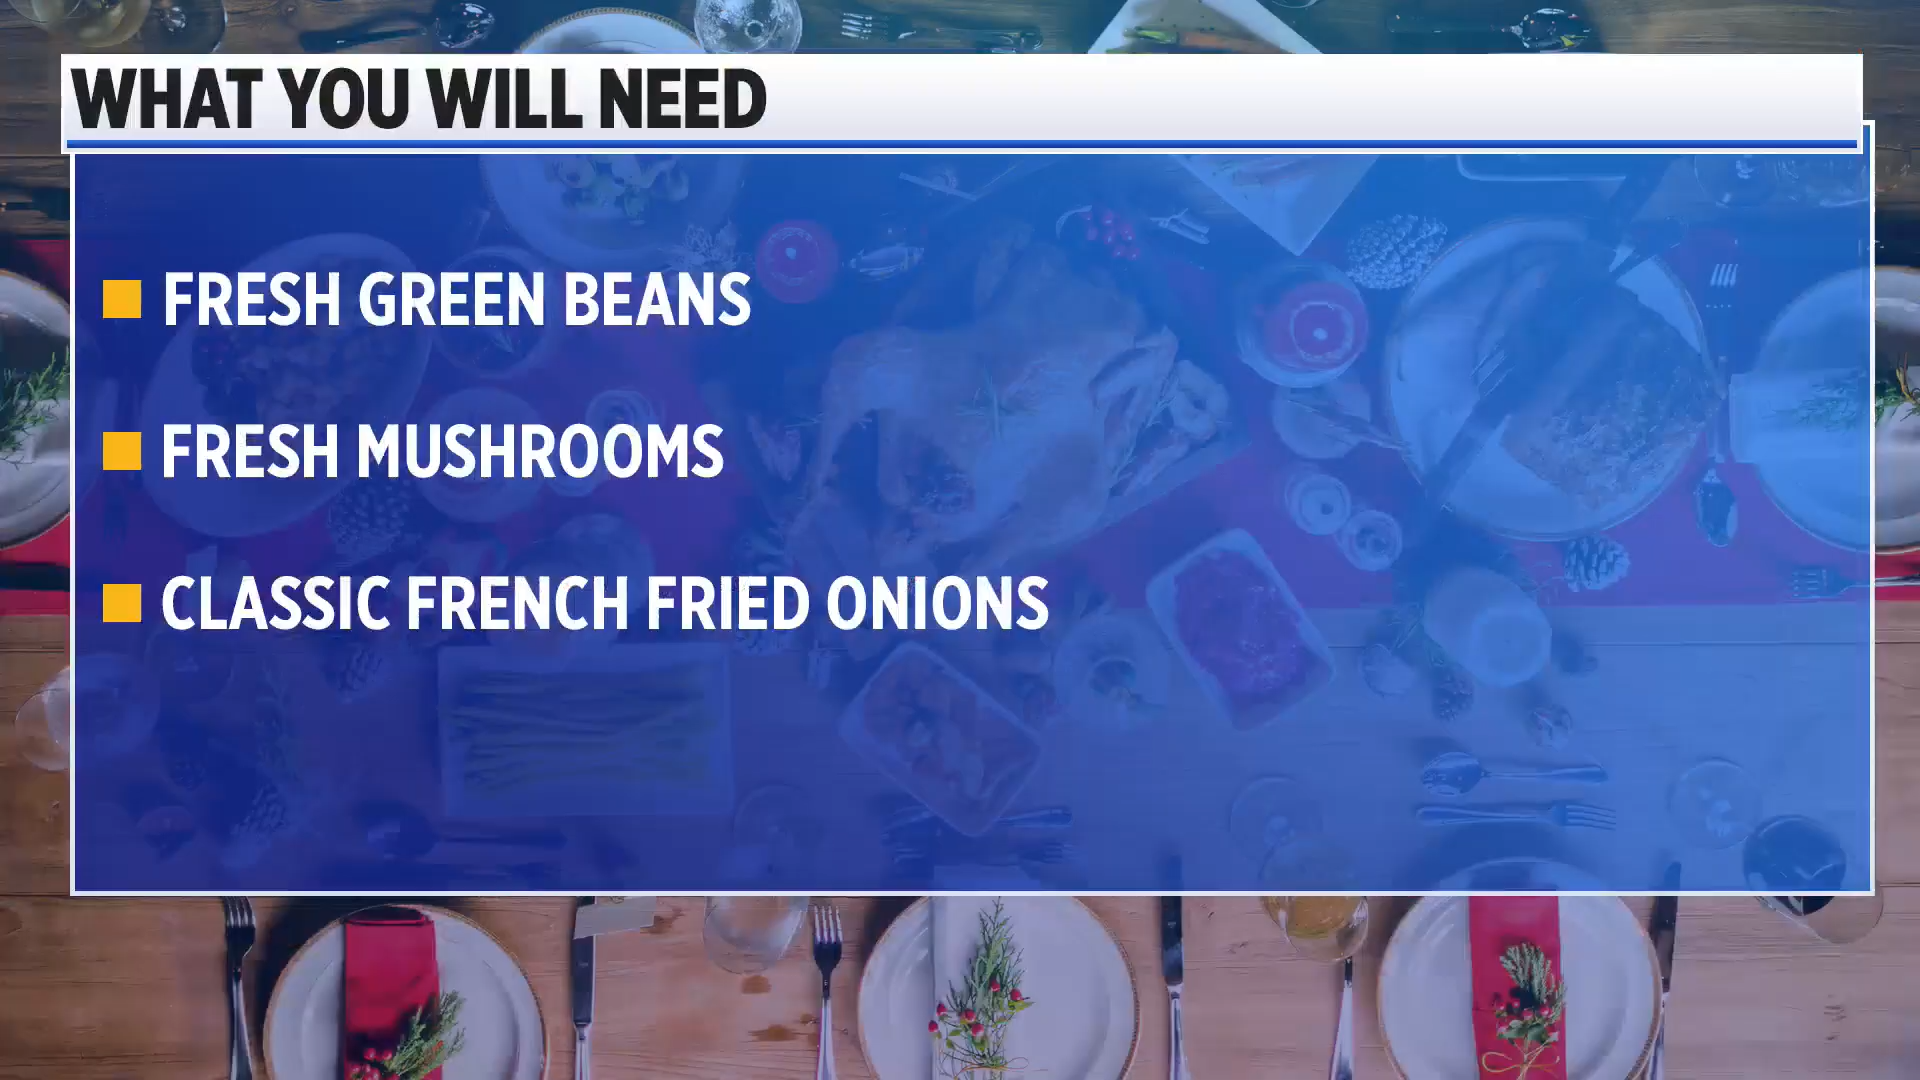 WHAT YOU WILL NEED
FRESH GREEN BEANS
FRESH MUSHROOMS
CLASSIC FRENCH FRIED ONIONS